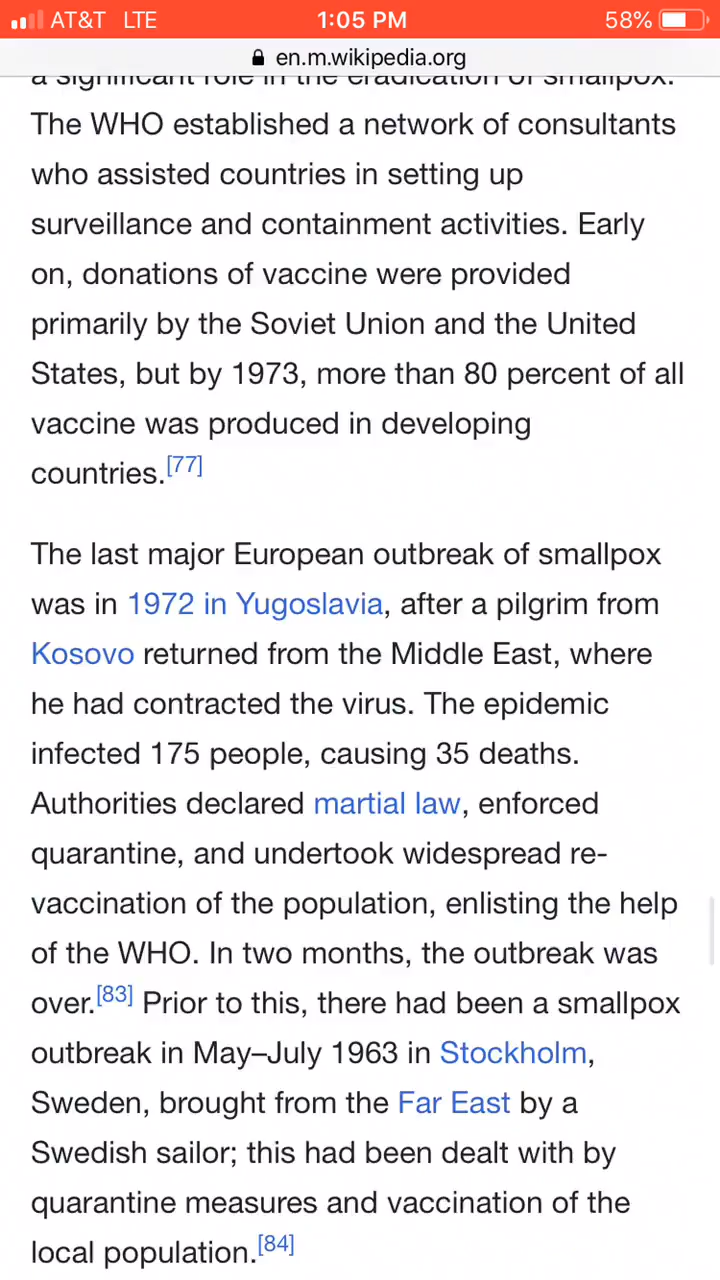 AT&T LTE 1:05 PM 58%
en.m.wikipedia.org
a significant role in the eradication of smallpox.
The WHO established a network of consultants
who assisted countries in setting up
surveillance and containment activities. Early
on, donations of vaccine were provided
primarily by the Soviet Union and the United
States, but by 1973, more than 80 percent of all
vaccine was produced in developing
countries.[77]
The last major European outbreak of smallpox
was in 1972 in Yugoslavia, after a pilgrim from
Kosovo returned from the Middle East, where
he had contracted the virus. The epidemic
infected 175 people, causing 35 deaths.
Authorities declared martial law, enforced
quarantine, and undertook widespread re-
vaccination of the population, enlisting the help
of the WHO. In two months, the outbreak was
over.[83] Prior to this, there had been a smallpox
outbreak in May–July 1963 in Stockholm,
Sweden, brought from the Far East by a
Swedish sailor; this had been dealt with by
quarantine measures and vaccination of the
local population.[84]